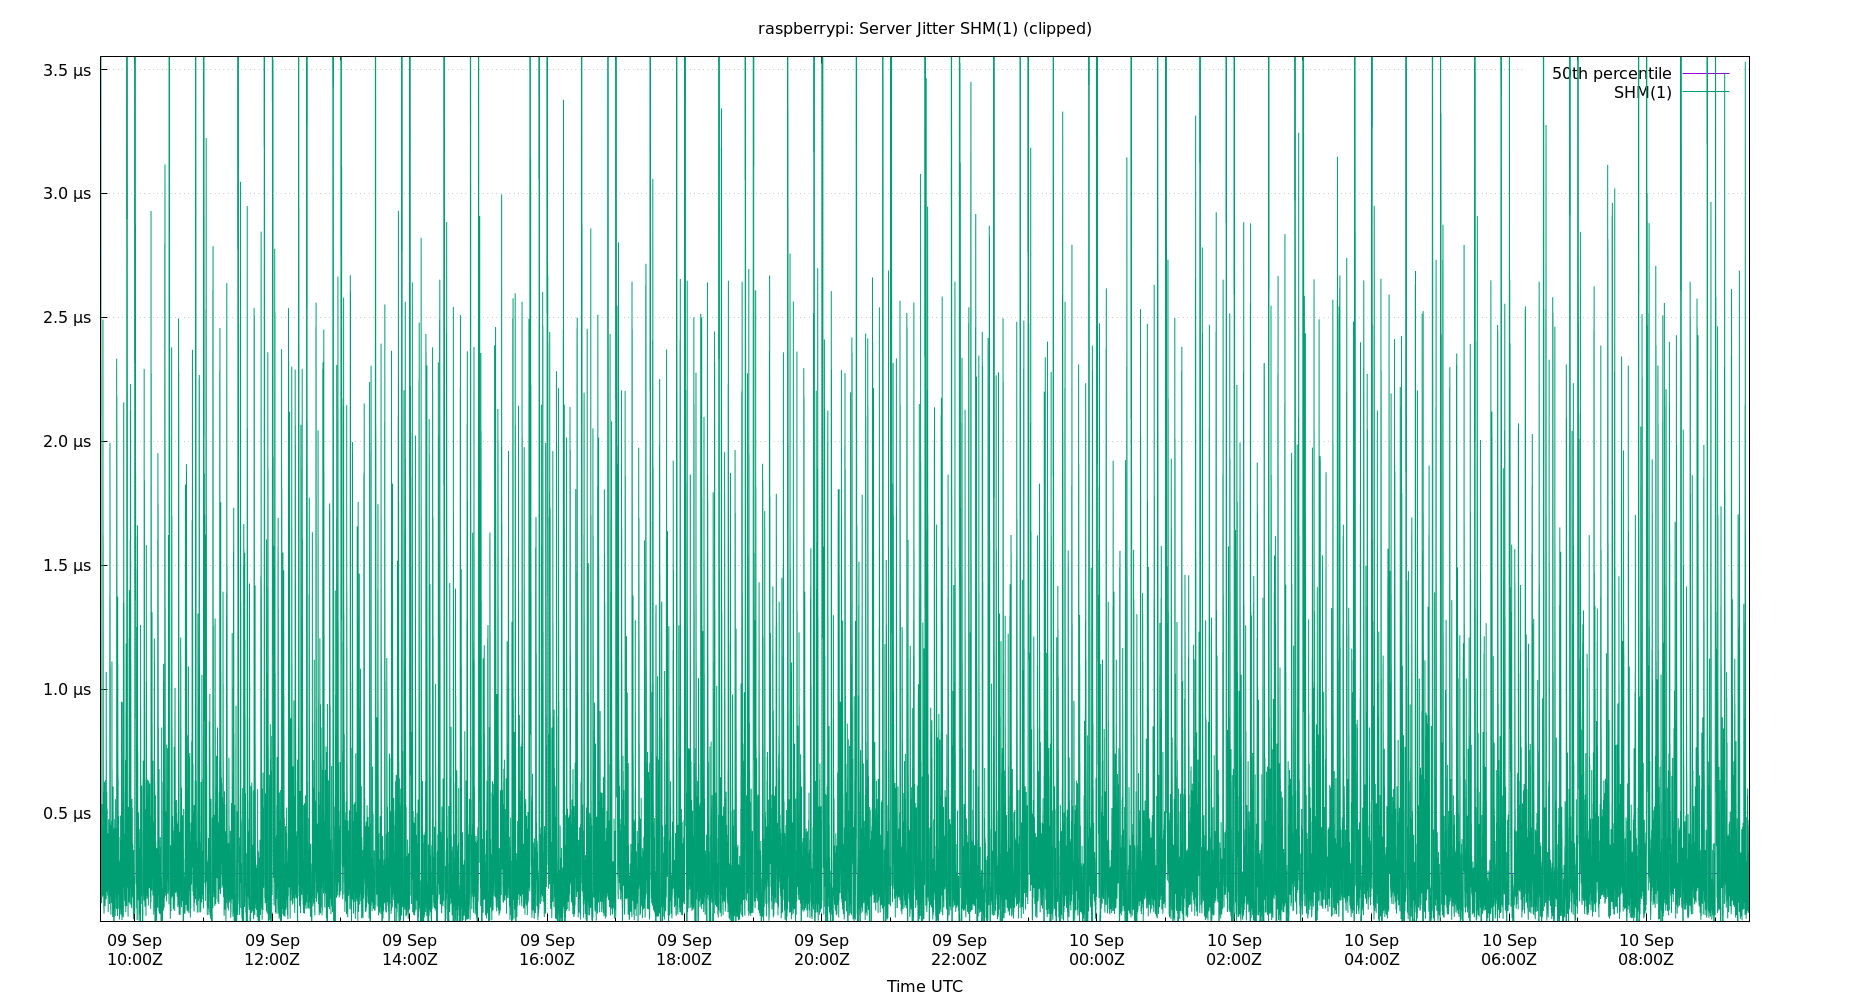 raspberrypi: Server Jitter SHM(1) (clipped)
50th percentile
SHM(1)
3.5 µs
3.0 µs
2.5 µs
2.0 µs
1.5 µs
1.0 µs
0.5 µs
09 Sep 09 Sep 09 Sep 09 Sep 09 Sep 09 Sep 09 Sep 10 Sep 10 Sep 10 Sep 10 Sep 10 Sep
10:00Z 12:00Z 14:00Z 16:00Z 18:00Z 20:00Z 22:00Z 00:00Z 02:00Z 04:00Z 06:00Z 08:00Z
Time UTC